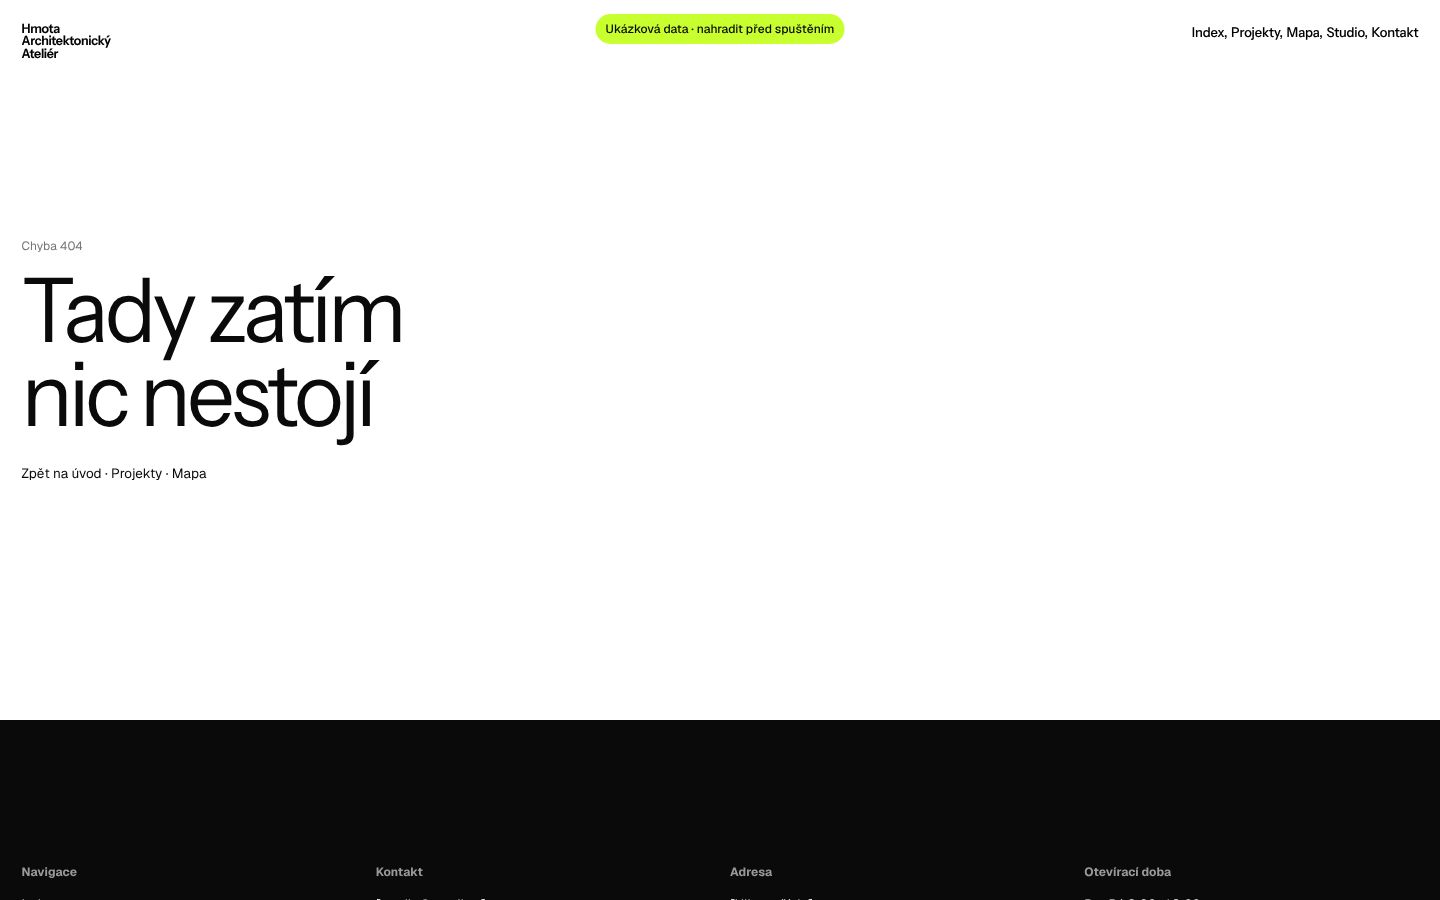 Hmota
Architektonický
Ateliér
Ukázková data · nahradit před spuštěním
Index, Projekty, Mapa, Studio, Kontakt
Chyba 404
Tady zatím
nic nestojí
Zpět na úvod · Projekty · Mapa
Navigace
Kontakt
Adresa
Otevírací doba